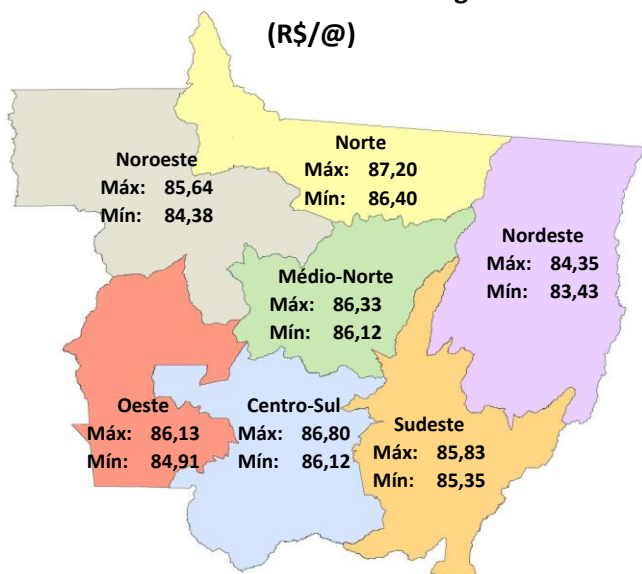 (R$/@)
Norte
Máx: 87,20
Mín: 86,40
Noroeste
Máx: 85,64
Mín: 84,38
Nordeste
Máx: 84,35
Mín: 83,43
Médio-Norte
Máx: 86,33
Mín: 86,12
Oeste
Máx: 86,13
Mín: 84,91
Centro-Sul
Máx: 86,80
Mín: 86,12
Sudeste
Máx: 85,83
Mín: 85,35